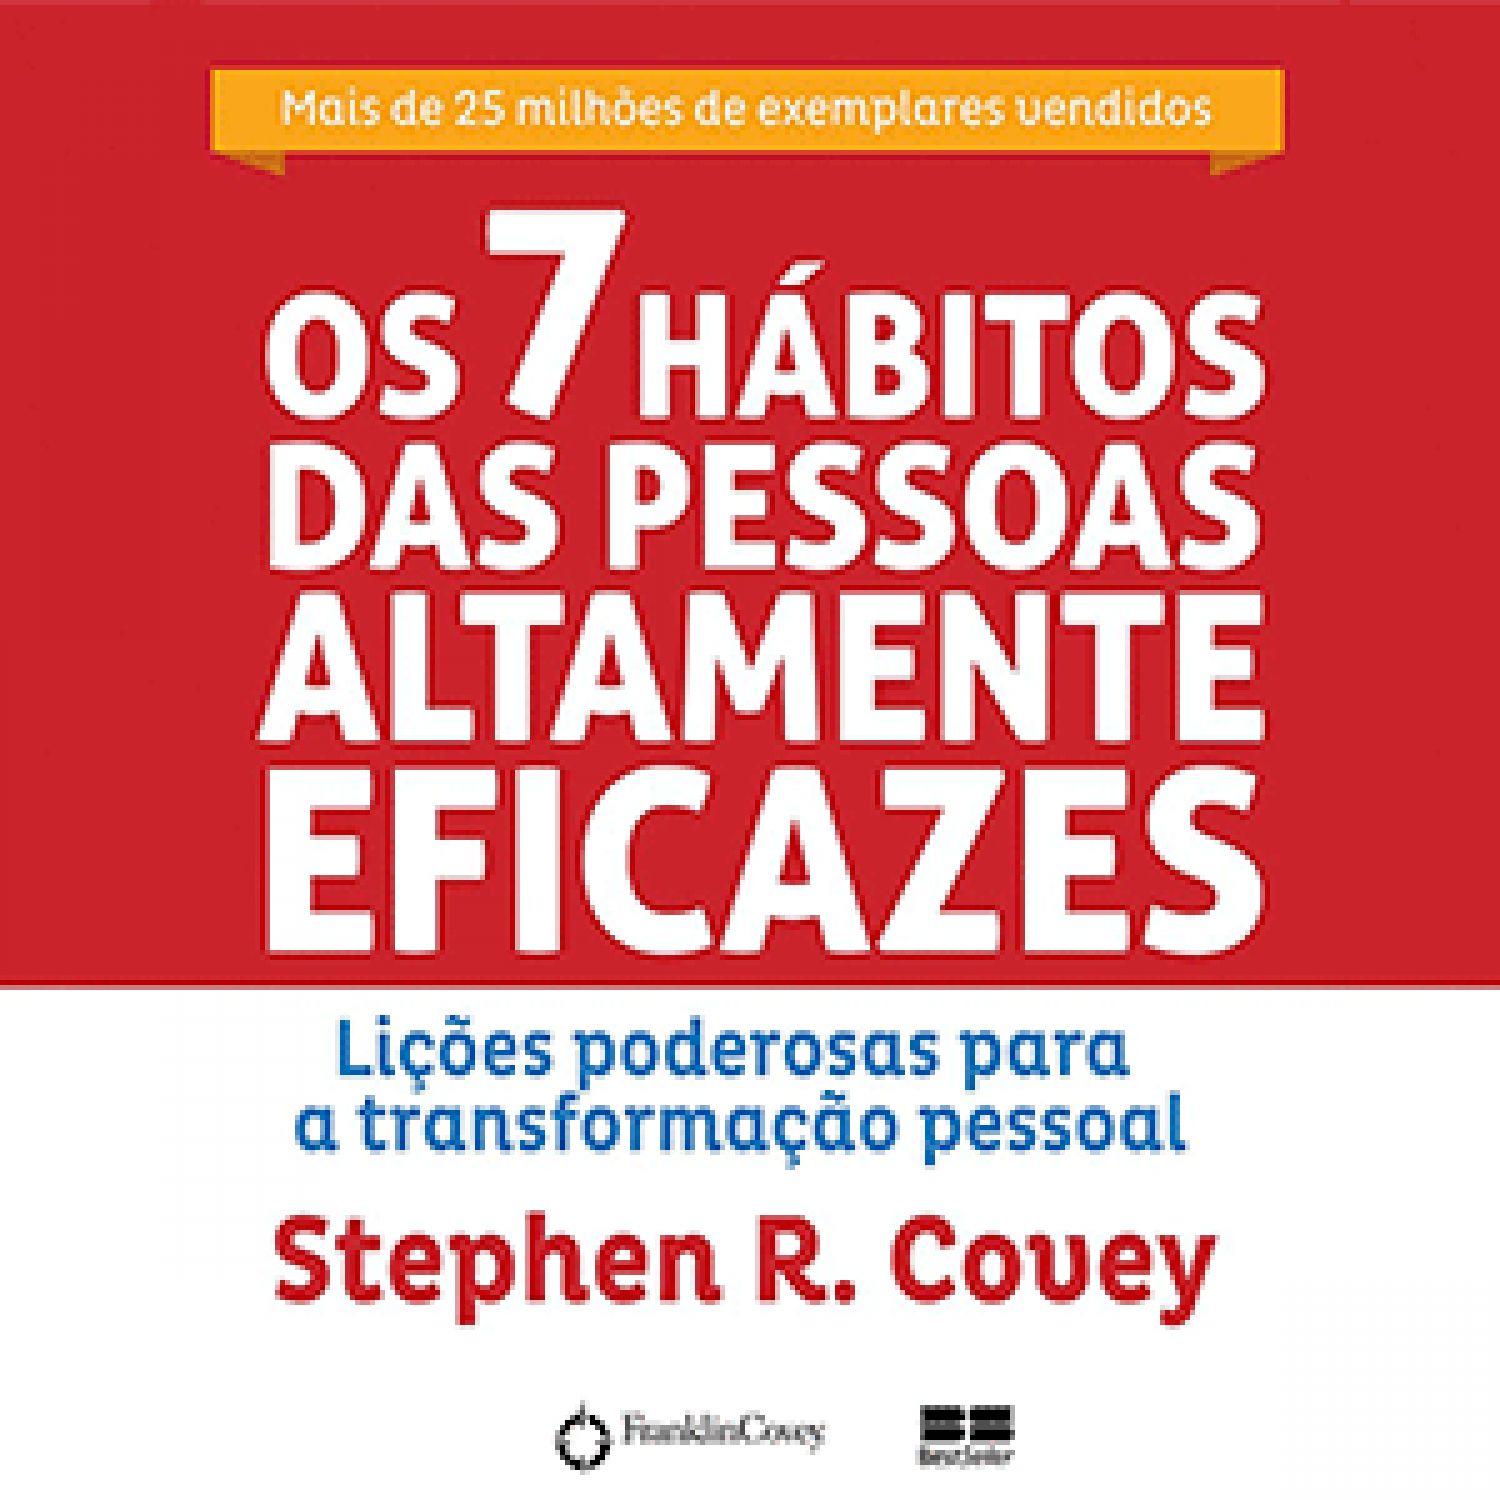 Mais de 25 milhões de exemplares vendidos
OS 7 HÁBITOS
DAS PESSOAS
ALTAMENTE
EFICAZES
Lições poderosas para
a transformação pessoal
Stephen R. Covey
FranklinCovey
BestSeller